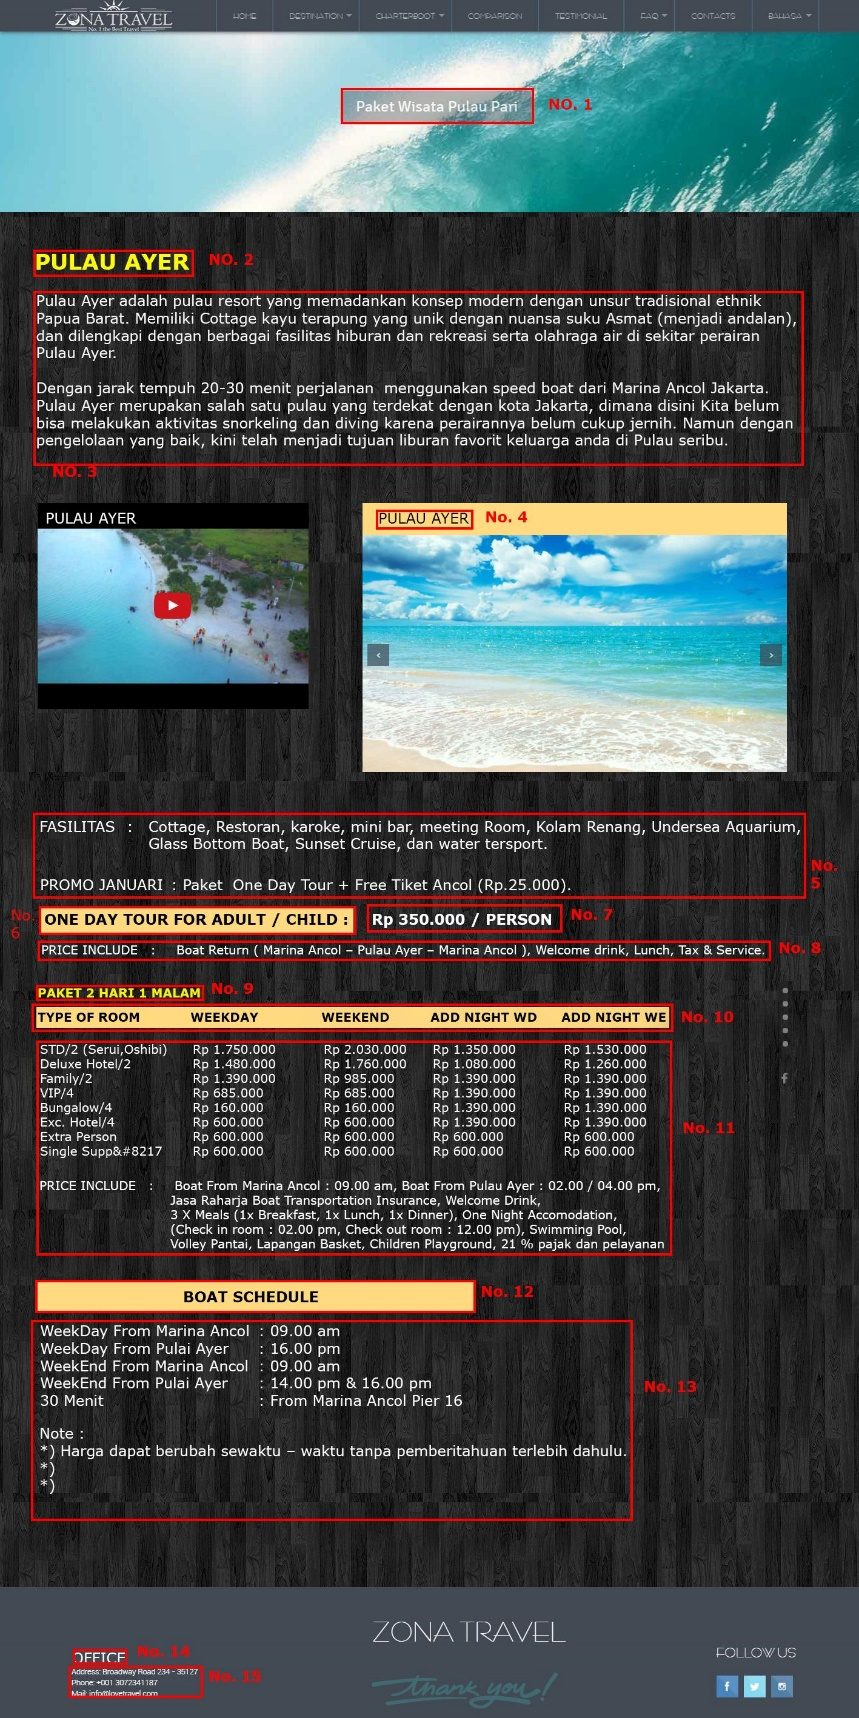 ZONA TRAVEL
No. 1 the Best Travel
HOME DESTINATION CHARTERBOOT COMPARISON TESTIMONIAL FAQ CONTACTS BAHASA
Paket Wisata Pulau Pari NO. 1
PULAU AYER NO. 2
Pulau Ayer adalah pulau resort yang memadankan konsep modern dengan unsur tradisional ethnik
Papua Barat. Memiliki Cottage kayu terapung yang unik dengan nuansa suku Asmat (menjadi andalan),
dan dilengkapi dengan berbagai fasilitas hiburan dan rekreasi serta olahraga air di sekitar perairan
Pulau Ayer.
Dengan jarak tempuh 20-30 menit perjalanan menggunakan speed boat dari Marina Ancol Jakarta.
Pulau Ayer merupakan salah satu pulau yang terdekat dengan kota Jakarta, dimana disini Kita belum
bisa melakukan aktivitas snorkeling dan diving karena perairannya belum cukup jernih. Namun dengan
pengelolaan yang baik, kini telah menjadi tujuan liburan favorit keluarga anda di Pulau seribu.
NO. 3
PULAU AYER
PULAU AYER No. 4
FASILITAS : Cottage, Restoran, karoke, mini bar, meeting Room, Kolam Renang, Undersea Aquarium,
Glass Bottom Boat, Sunset Cruise, dan water tersport.
No. 5
PROMO JANUARI : Paket One Day Tour + Free Tiket Ancol (Rp.25.000).
No. 6
ONE DAY TOUR FOR ADULT / CHILD : Rp 350.000 / PERSON No. 7
PRICE INCLUDE : Boat Return ( Marina Ancol – Pulau Ayer – Marina Ancol ), Welcome drink, Lunch, Tax & Service. No. 8
PAKET 2 HARI 1 MALAM No. 9
TYPE OF ROOM WEEKDAY WEEKEND ADD NIGHT WD ADD NIGHT WE No. 10
STD/2 (Serui,Oshibi) Rp 1.750.000 Rp 2.030.000 Rp 1.350.000 Rp 1.530.000
Deluxe Hotel/2 Rp 1.480.000 Rp 1.760.000 Rp 1.080.000 Rp 1.260.000
Family/2 Rp 1.390.000 Rp 985.000 Rp 1.390.000 Rp 1.390.000
VIP/4 Rp 685.000 Rp 685.000 Rp 1.390.000 Rp 1.390.000
Bungalow/4 Rp 160.000 Rp 160.000 Rp 1.390.000 Rp 1.390.000
Exc. Hotel/4 Rp 600.000 Rp 600.000 Rp 1.390.000 Rp 1.390.000
Extra Person Rp 600.000 Rp 600.000 Rp 600.000 Rp 600.000
Single Supp&#8217 Rp 600.000 Rp 600.000 Rp 600.000 Rp 600.000
No. 11
PRICE INCLUDE : Boat From Marina Ancol : 09.00 am, Boat From Pulau Ayer : 02.00 / 04.00 pm,
Jasa Raharja Boat Transportation Insurance, Welcome Drink,
3 X Meals (1x Breakfast, 1x Lunch, 1x Dinner), One Night Accomodation,
(Check in room : 02.00 pm, Check out room : 12.00 pm), Swimming Pool,
Volley Pantai, Lapangan Basket, Children Playground, 21 % pajak dan pelayanan
BOAT SCHEDULE No. 12
WeekDay From Marina Ancol : 09.00 am
WeekDay From Pulai Ayer : 16.00 pm
WeekEnd From Marina Ancol : 09.00 am
WeekEnd From Pulai Ayer : 14.00 pm & 16.00 pm
30 Menit : From Marina Ancol Pier 16
No. 13
Note :
*) Harga dapat berubah sewaktu – waktu tanpa pemberitahuan terlebih dahulu.
*)
*)
ZONA TRAVEL
thank you!
OFFICE No. 14
Address: Broadway Road 234 – 35127
Phone: +001 3072341187
Mail: info@lovetravel.com
No. 15
FOLLOW US